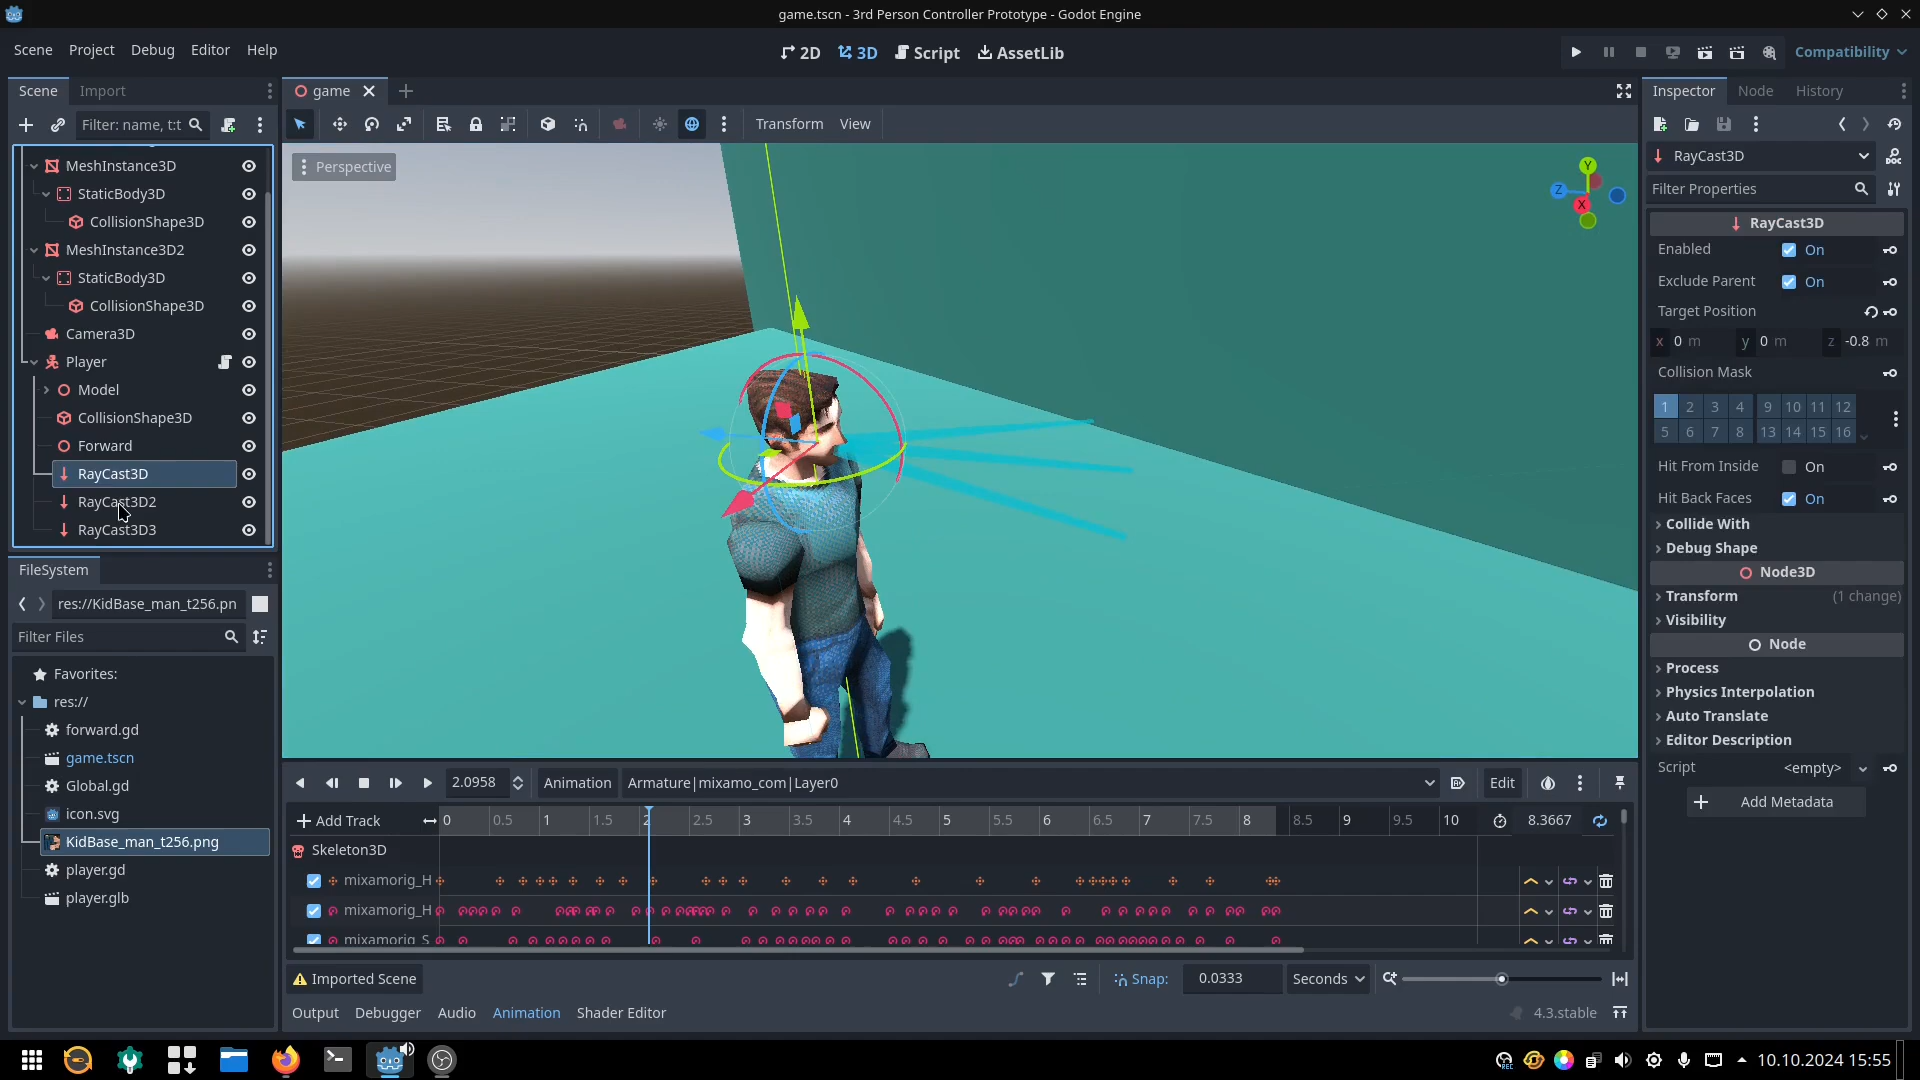 game.tscn - 3rd Person Controller Prototype - Godot Engine
Scene Project Debug Editor Help
2D 3D Script AssetLib
Compatibility
Scene Import
game
Inspector Node History
Filter: name, t:t
Transform View
Perspective
Y
Z
X
MeshInstance3D
StaticBody3D
CollisionShape3D
MeshInstance3D2
StaticBody3D
CollisionShape3D
Camera3D
Player
Model
CollisionShape3D
Forward
RayCast3D
RayCast3D2
RayCast3D3
FileSystem
res://KidBase_man_t256.pn
Filter Files
Favorites:
res://
forward.gd
game.tscn
Global.gd
icon.svg
KidBase_man_t256.png
player.gd
player.glb
2.0958 Animation Armature|mixamo_com|Layer0 Edit
Add Track 0 0.5 1 1.5 2 2.5 3 3.5 4 4.5 5 5.5 6 6.5 7 7.5 8 8.5 9 9.5 10 8.3667
Skeleton3D
mixamorig_H
mixamorig_H
mixamorig_S
Imported Scene Snap: 0.0333 Seconds
Output Debugger Audio Animation Shader Editor 4.3.stable
RayCast3D
Filter Properties
RayCast3D
Enabled On
Exclude Parent On
Target Position
x 0 m y 0 m z -0.8 m
Collision Mask
1 2 3 4 9 10 11 12
5 6 7 8 13 14 15 16
Hit From Inside On
Hit Back Faces On
Collide With
Debug Shape
Node3D
Transform (1 change)
Visibility
Node
Process
Physics Interpolation
Auto Translate
Editor Description
Script <empty>
Add Metadata
REC
10.10.2024 15:55